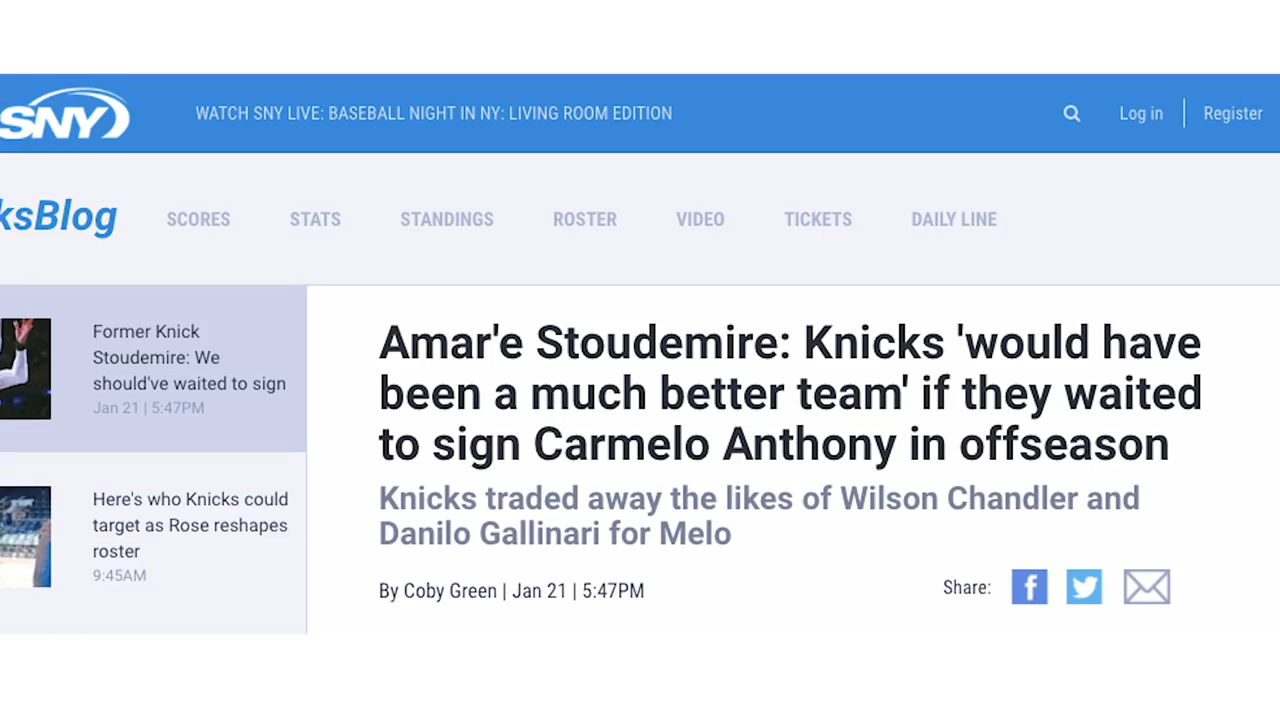 SNY
WATCH SNY LIVE: BASEBALL NIGHT IN NY: LIVING ROOM EDITION
Log in
Register
ksBlog
SCORES
STATS
STANDINGS
ROSTER
VIDEO
TICKETS
DAILY LINE
Former Knick
Stoudemire: We
should've waited to sign
Jan 21 | 5:47PM
Here's who Knicks could
target as Rose reshapes
roster
9:45AM
Amar'e Stoudemire: Knicks 'would have
been a much better team' if they waited
to sign Carmelo Anthony in offseason
Knicks traded away the likes of Wilson Chandler and
Danilo Gallinari for Melo
By Coby Green | Jan 21 | 5:47PM
Share: